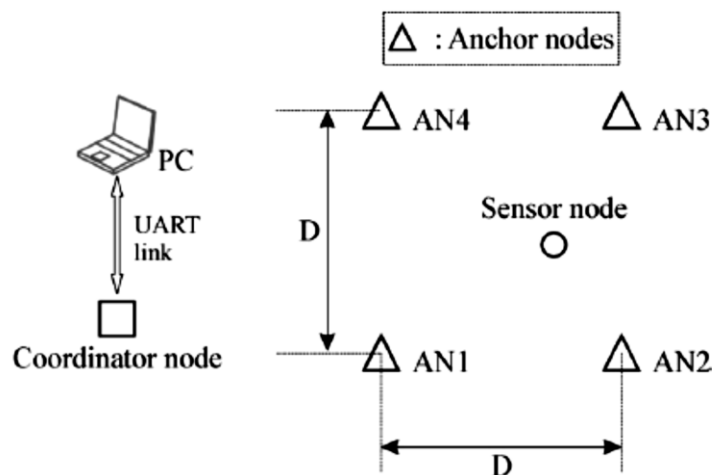 : Anchor nodes
AN4
AN3
PC
Sensor node
UART
link
D
Coordinator node
AN1
AN2
D